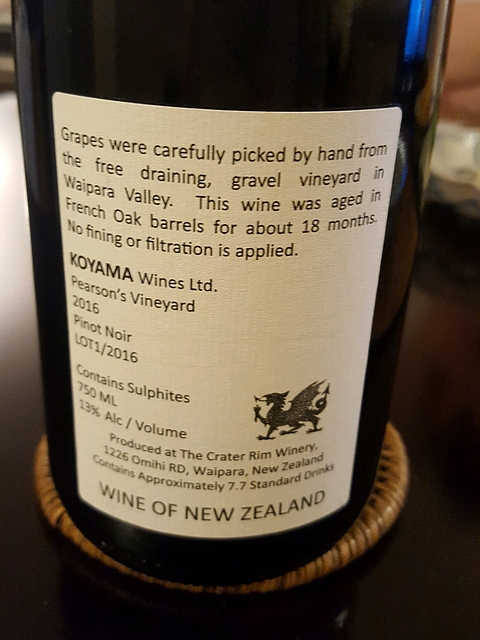 Grapes were carefully picked by hand from
the free draining, gravel vineyard in
Waipara Valley. This wine was aged in
French Oak barrels for about 18 months.
No fining or filtration is applied.
KOYAMA Wines Ltd.
Pearson's Vineyard
2016
Pinot Noir
LOT1/2016
Contains Sulphites
750 ML
13% Alc / Volume
Produced at The Crater Rim Winery,
1226 Omihi RD, Waipara, New Zealand
Contains Approximately 7.7 Standard Drinks
WINE OF NEW ZEALAND